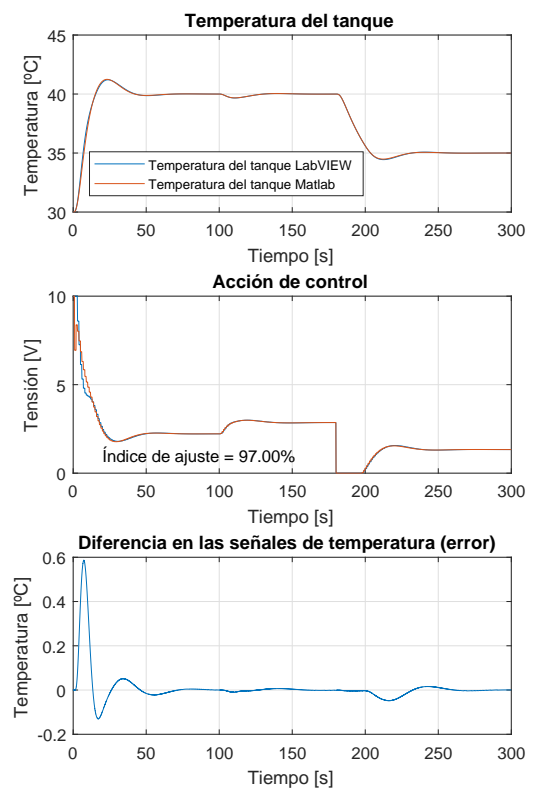 Temperatura del tanque
Temperatura [ºC]
45
40
35
30
Temperatura del tanque LabVIEW
Temperatura del tanque Matlab
0 50 100 150 200 250 300
Tiempo [s]
Acción de control
Tensión [V]
10
5
0
Índice de ajuste = 97.00%
0 50 100 150 200 250 300
Tiempo [s]
Diferencia en las señales de temperatura (error)
Temperatura [ºC]
0.6
0.4
0.2
0
-0.2
0 50 100 150 200 250 300
Tiempo [s]